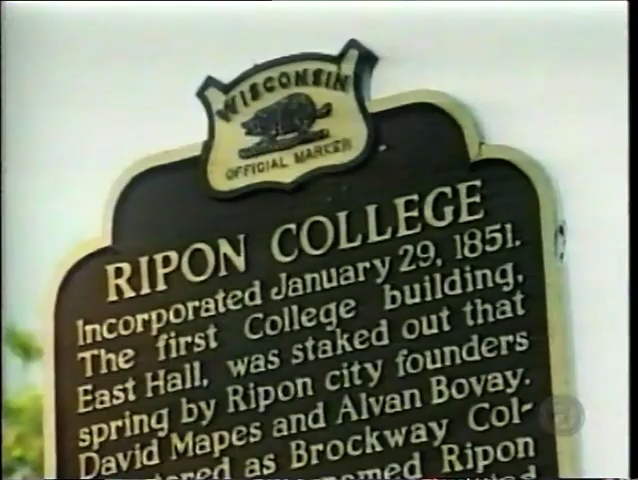 WISCONSIN
OFFICIAL MARKER
RIPON COLLEGE
Incorporated January 29, 1851.
The first College building,
East Hall, was staked out that
spring by Ripon city founders
David Mapes and Alvan Bovay.
as Brockway Col-
Ripon